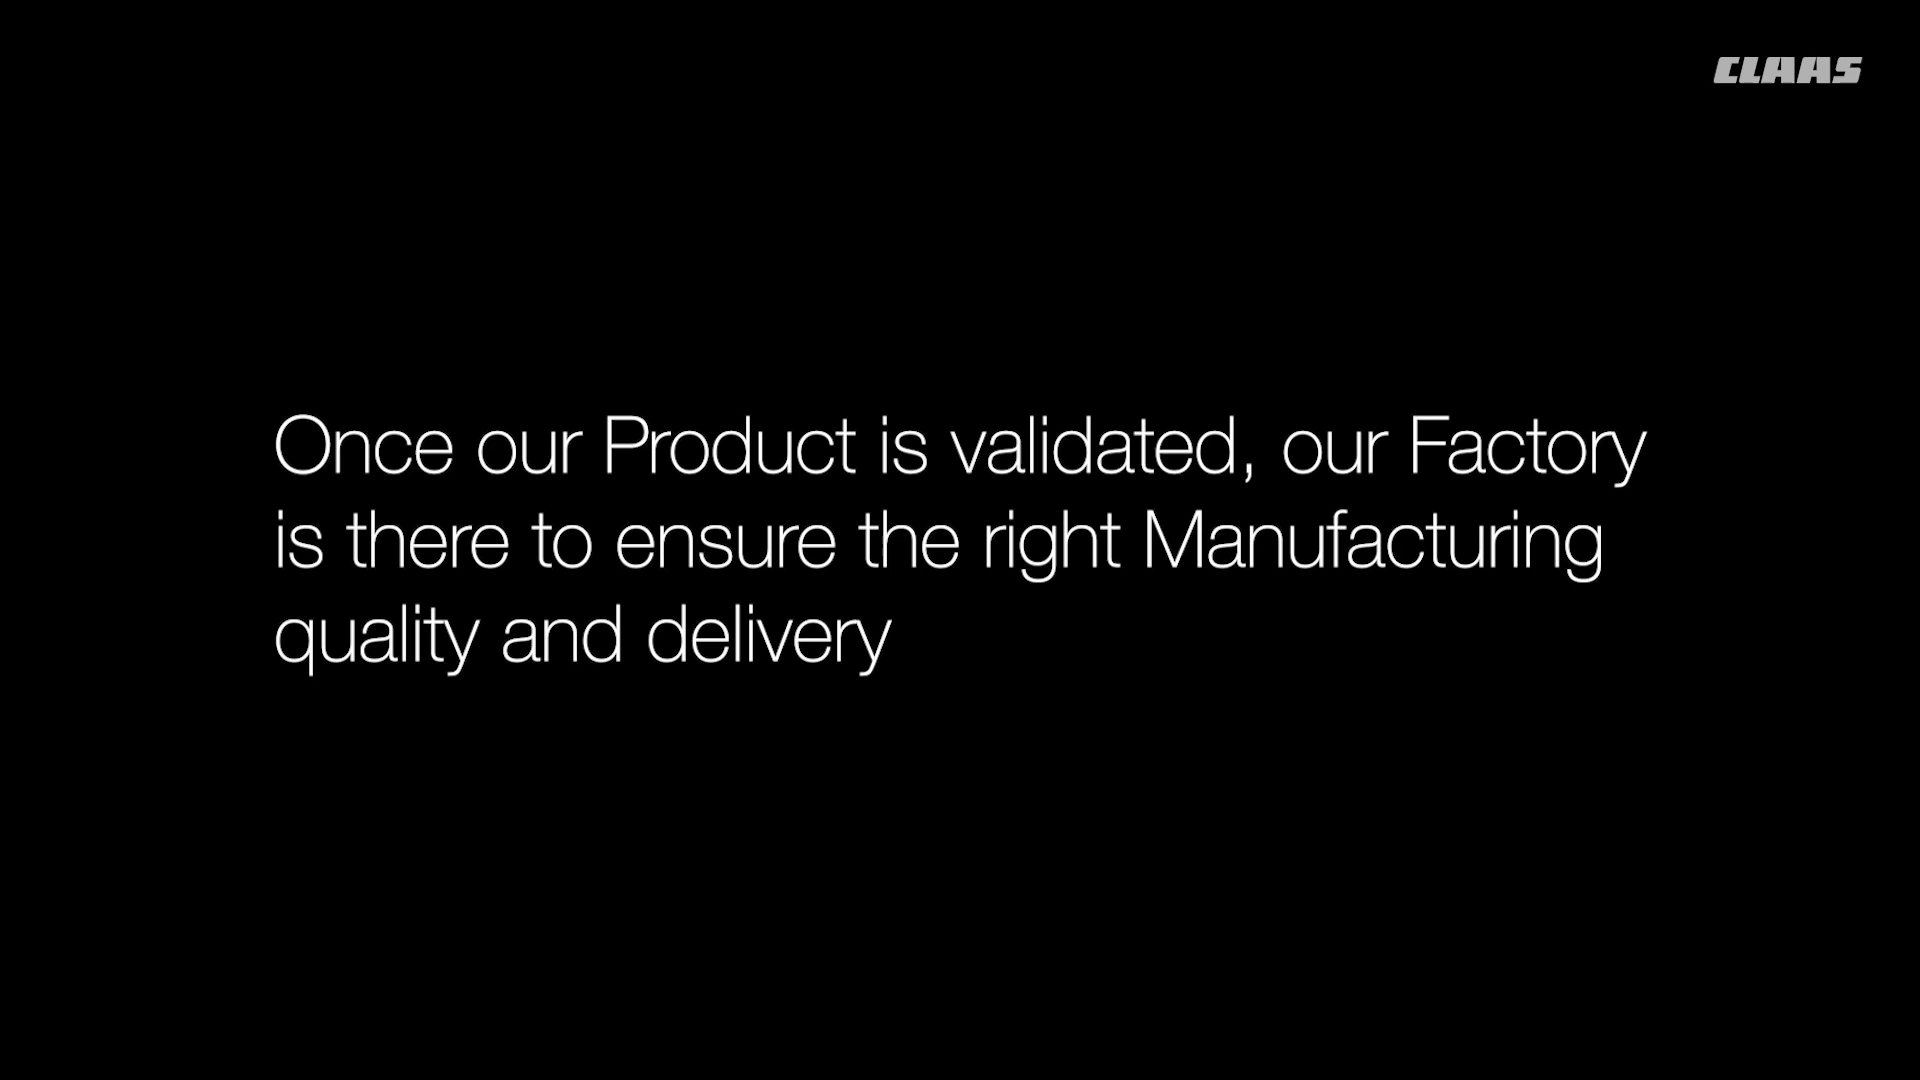 CLAAS
Once our Product is validated, our Factory
is there to ensure the right Manufacturing
quality and delivery